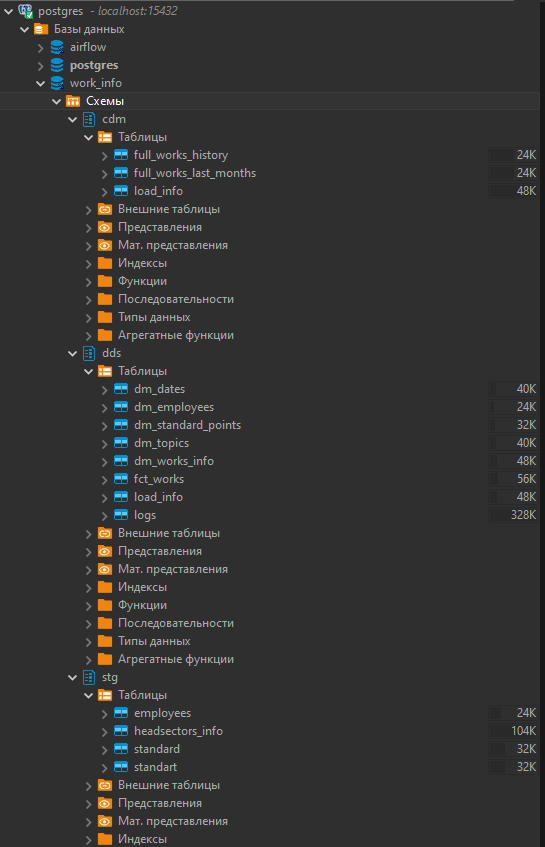 postgres - localhost:15432
Базы данных
airflow
postgres
work_info
Схемы
cdm
Таблицы
full_works_history 24K
full_works_last_months 24K
load_info 48K
Внешние таблицы
Представления
Мат. представления
Индексы
Функции
Последовательности
Типы данных
Агрегатные функции
dds
Таблицы
dm_dates 40K
dm_employees 24K
dm_standard_points 32K
dm_topics 40K
dm_works_info 48K
fct_works 56K
load_info 48K
logs 328K
Внешние таблицы
Представления
Мат. представления
Индексы
Функции
Последовательности
Типы данных
Агрегатные функции
stg
Таблицы
employees 24K
headsectors_info 104K
standard 32K
standart 32K
Внешние таблицы
Представления
Мат. представления
Индексы